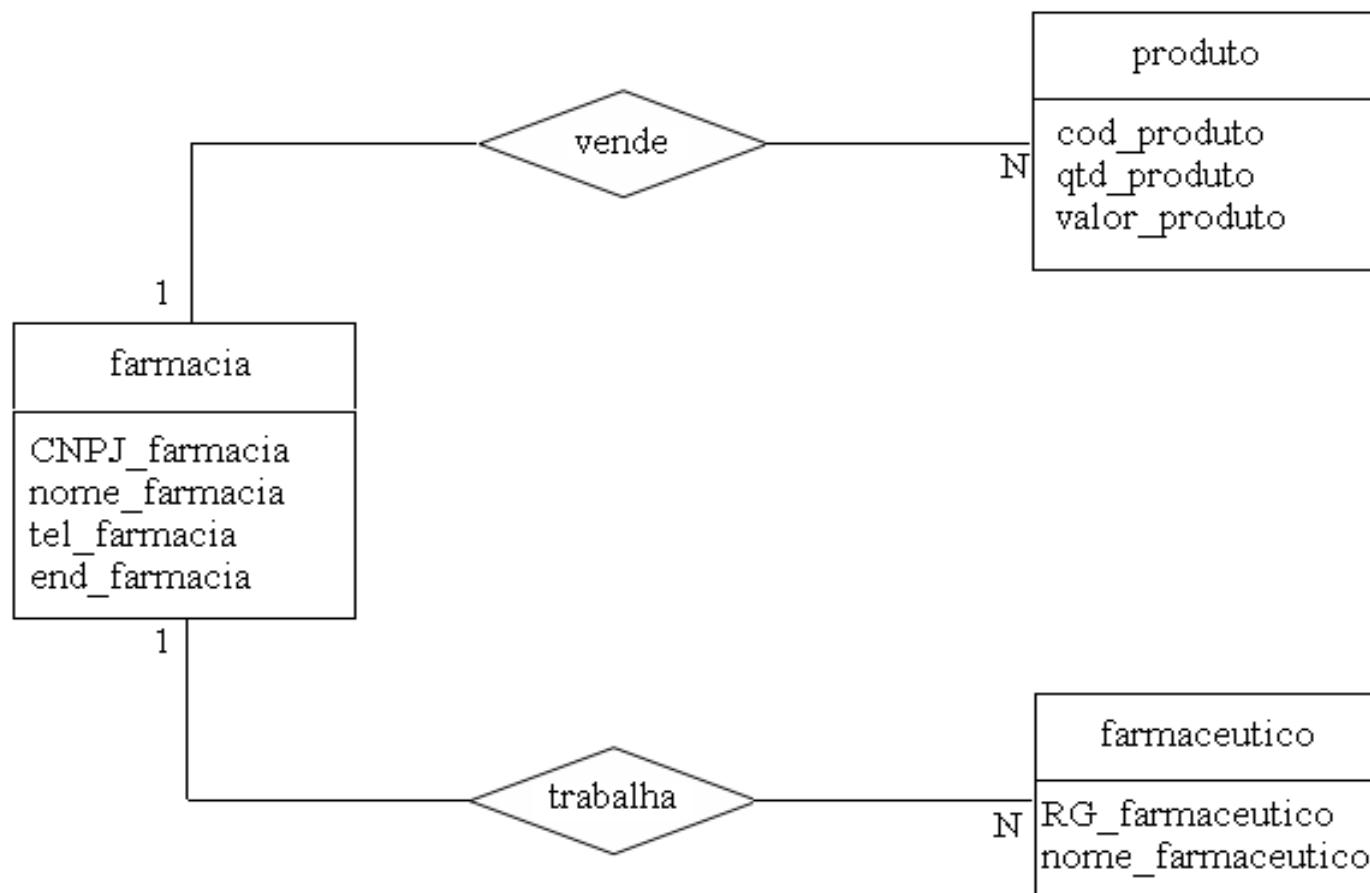 produto
cod_produto
qtd_produto
valor_produto
vende
N
1
farmacia
CNPJ_farmacia
nome_farmacia
tel_farmacia
end_farmacia
1
trabalha
N
farmaceutico
RG_farmaceutico
nome_farmaceutico